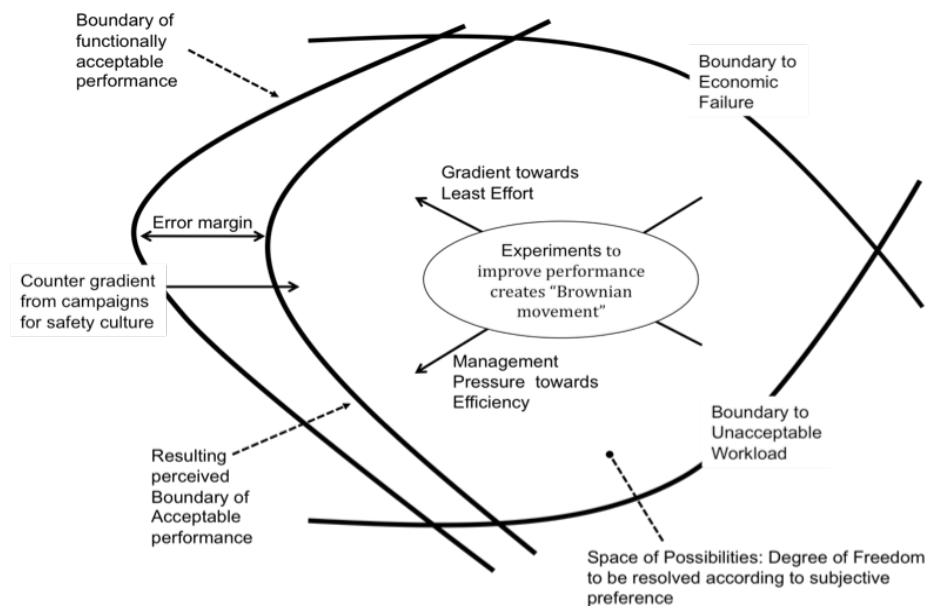 Boundary of
functionally
acceptable
performance
Boundary to
Economic
Failure
Gradient towards
Least Effort
Error margin
Experiments to
improve performance
creates “Brownian
movement”
Counter gradient
from campaigns
for safety culture
Management
Pressure towards
Efficiency
Boundary to
Unacceptable
Workload
Resulting
perceived
Boundary of
Acceptable
performance
Space of Possibilities: Degree of Freedom
to be resolved according to subjective
preference